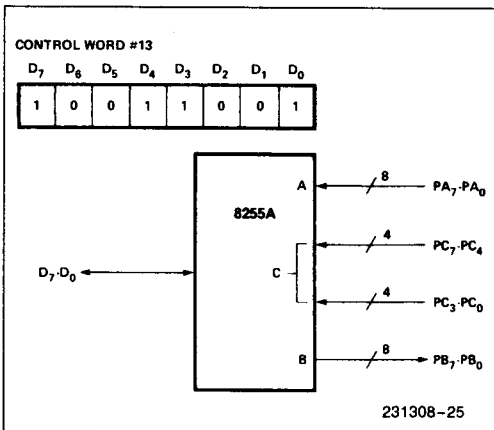 CONTROL WORD #13
D7 D6 D5 D4 D3 D2 D1 D0
1 0 0 1 1 0 0 1
8255A
A
8
PA7-PA0
4
PC7-PC4
D7-D0
C
4
PC3-PC0
B
8
PB7-PB0
231308-25